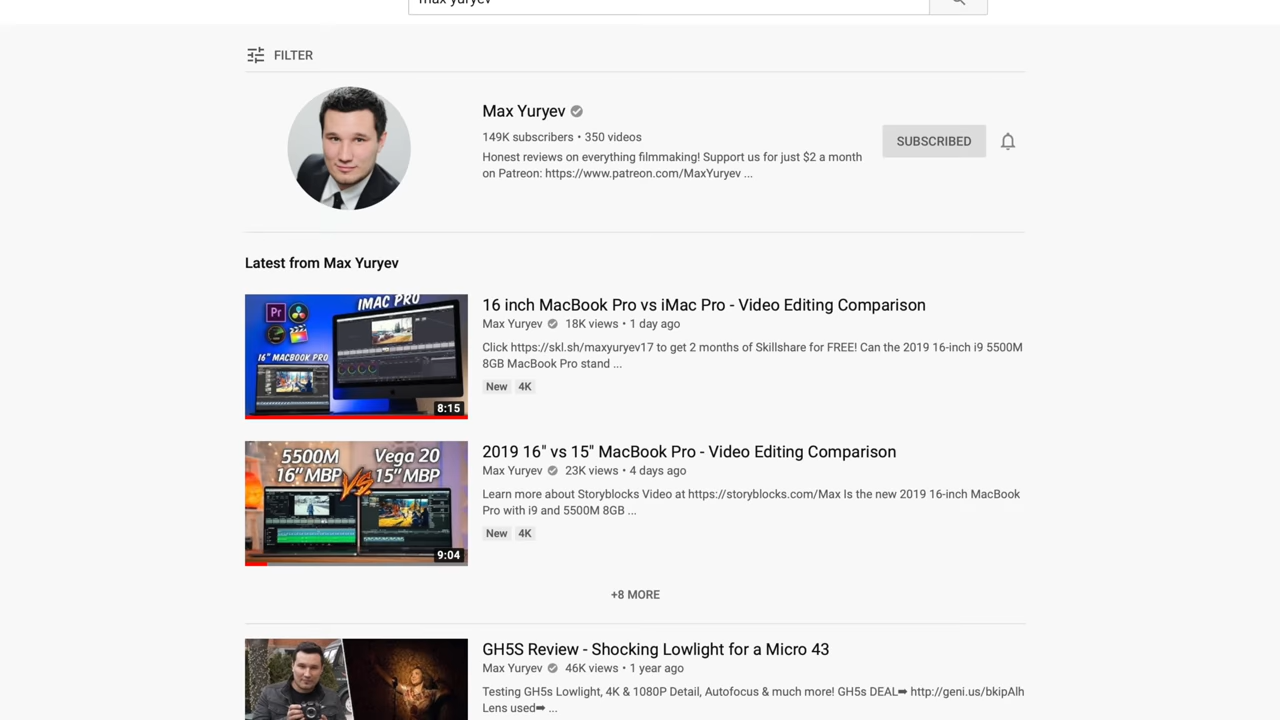 max yuryev
FILTER
Max Yuryev
149K subscribers • 350 videos
SUBSCRIBED
Honest reviews on everything filmmaking! Support us for just $2 a month
on Patreon: https://www.patreon.com/MaxYuryev ...
Latest from Max Yuryev
IMAC PRO
Pr
16" MACBOOK PRO
8:15
16 inch MacBook Pro vs iMac Pro - Video Editing Comparison
Max Yuryev 18K views • 1 day ago
Click https://skl.sh/maxyuryev17 to get 2 months of Skillshare for FREE! Can the 2019 16-inch i9 5500M
8GB MacBook Pro stand ...
New 4K
5500M Vega 20
16" MBP VS 15" MBP
9:04
2019 16" vs 15" MacBook Pro - Video Editing Comparison
Max Yuryev 23K views • 4 days ago
Learn more about Storyblocks Video at https://storyblocks.com/Max Is the new 2019 16-inch MacBook
Pro with i9 and 5500M 8GB ...
New 4K
+8 MORE
GH5S Review - Shocking Lowlight for a Micro 43
Max Yuryev 46K views • 1 year ago
Testing GH5s Lowlight, 4K & 1080P Detail, Autofocus & much more! GH5s DEAL➡ http://geni.us/bkipAlh
Lens used➡ ...